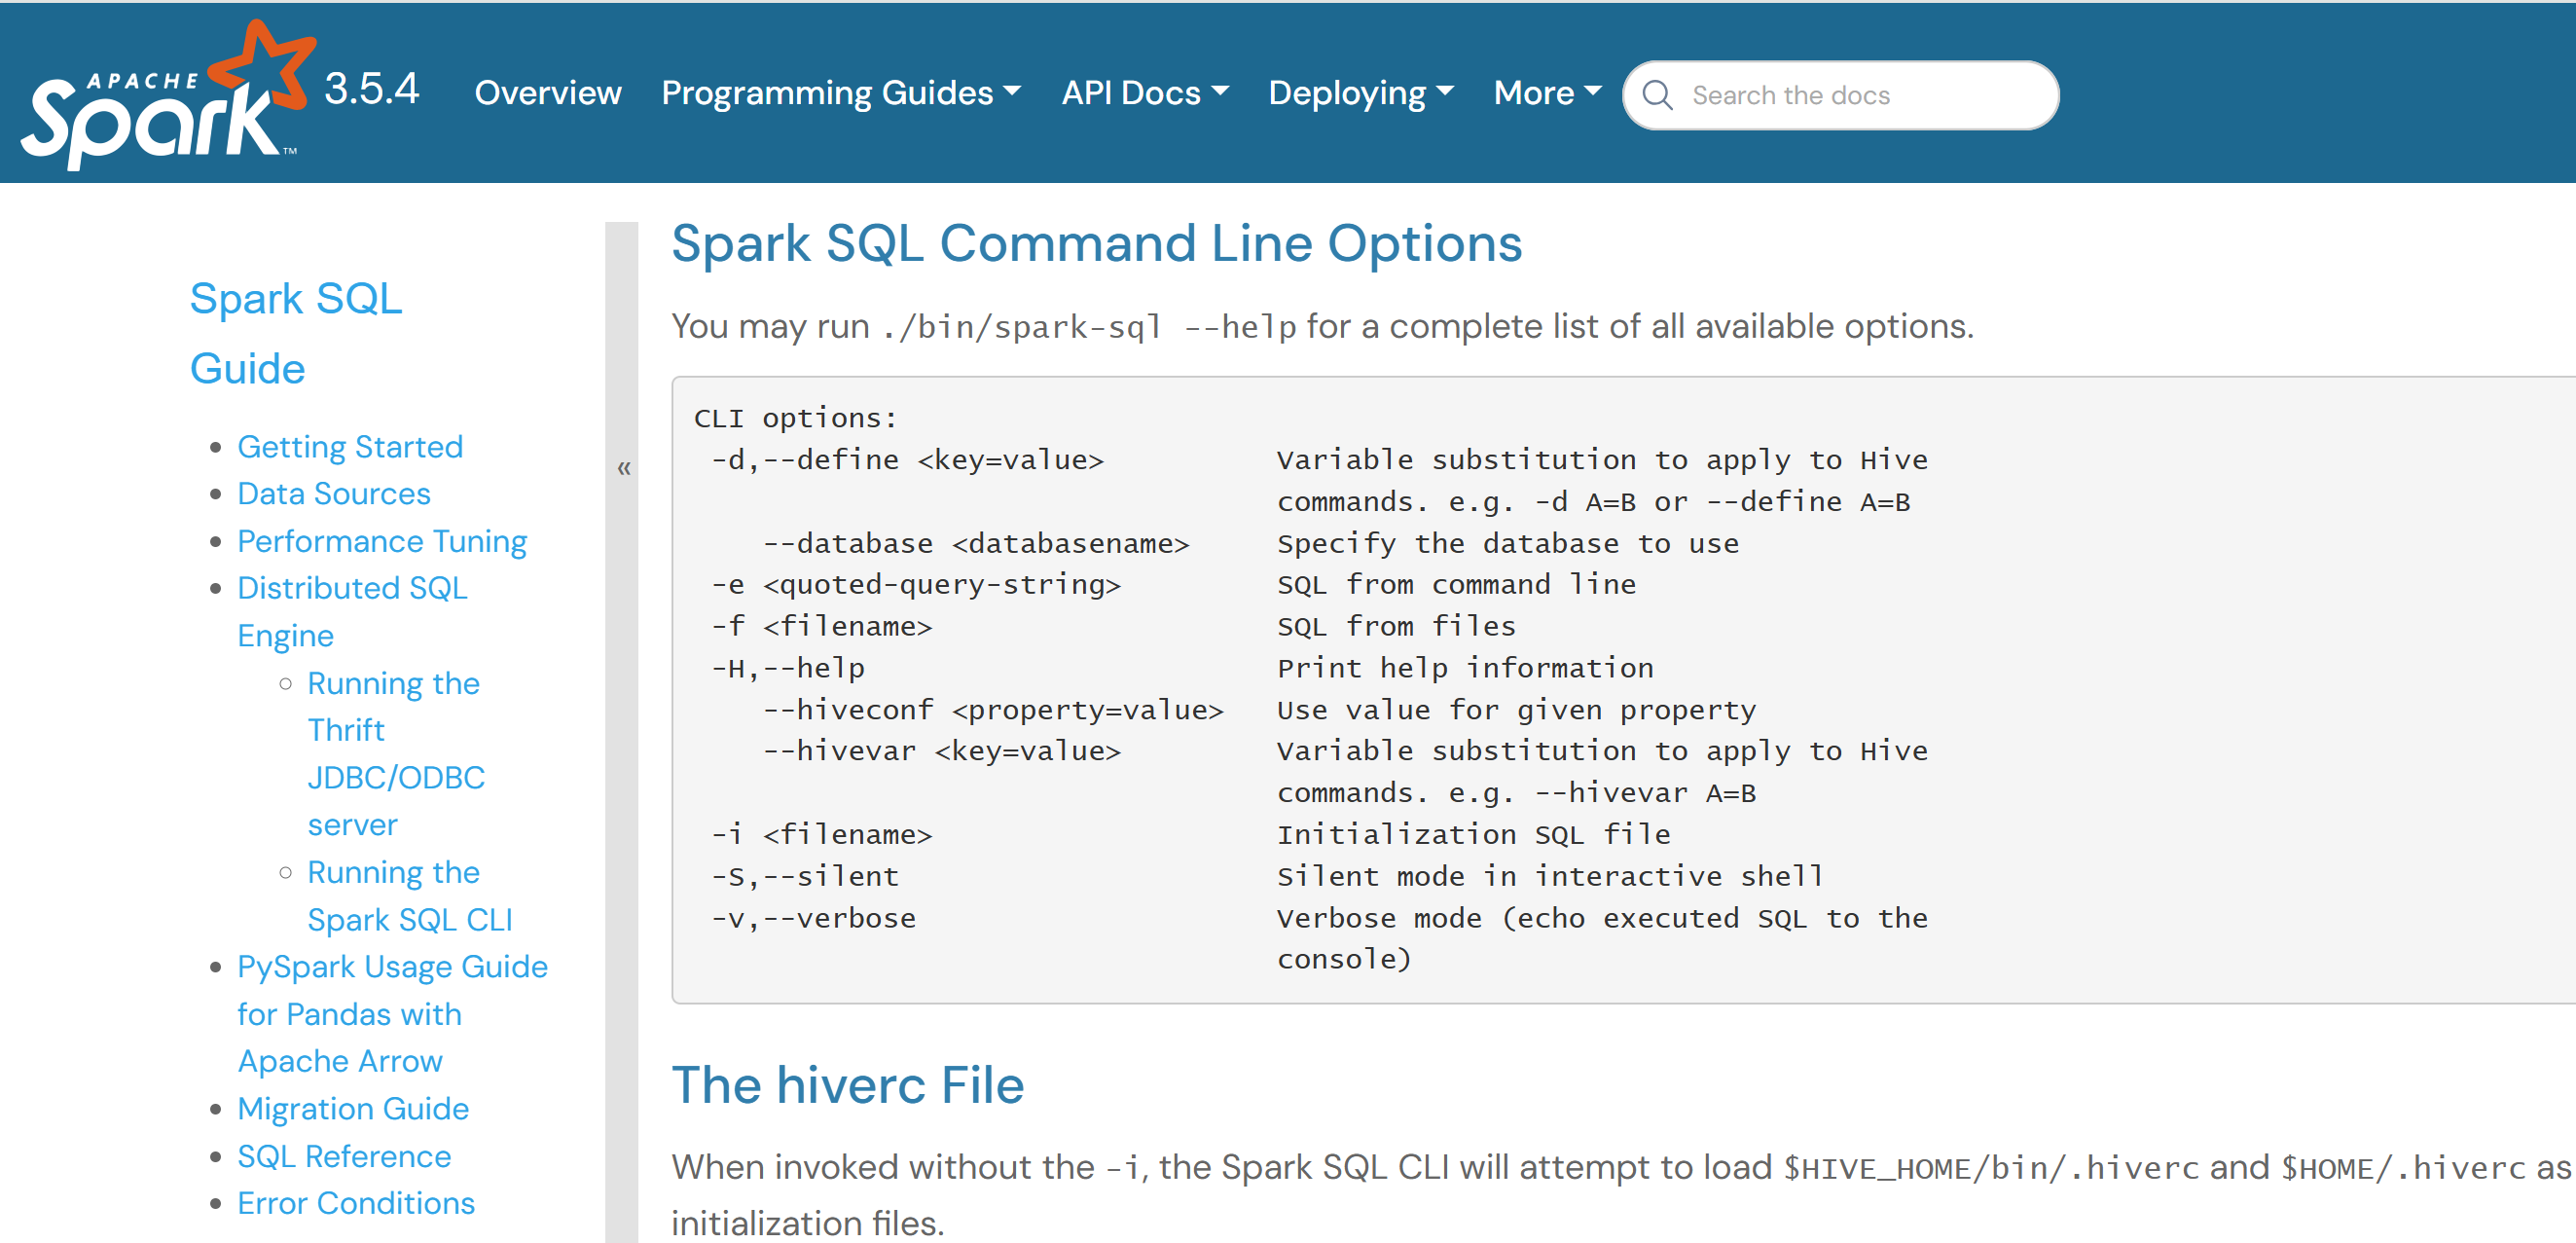 APACHE
Spark™ 3.5.4 Overview Programming Guides API Docs Deploying More Search the docs
Spark SQL
Guide
Getting Started
Data Sources
Performance Tuning
Distributed SQL
Engine
Running the
Thrift
JDBC/ODBC
server
Running the
Spark SQL CLI
PySpark Usage Guide
for Pandas with
Apache Arrow
Migration Guide
SQL Reference
Error Conditions
«
Spark SQL Command Line Options
You may run ./bin/spark-sql --help for a complete list of all available options.
CLI options:
 -d,--define <key=value>          Variable substitution to apply to Hive
                                  commands. e.g. -d A=B or --define A=B
    --database <databasename>     Specify the database to use
 -e <quoted-query-string>         SQL from command line
 -f <filename>                    SQL from files
 -H,--help                        Print help information
    --hiveconf <property=value>   Use value for given property
    --hivevar <key=value>         Variable substitution to apply to Hive
                                  commands. e.g. --hivevar A=B
 -i <filename>                    Initialization SQL file
 -S,--silent                      Silent mode in interactive shell
 -v,--verbose                     Verbose mode (echo executed SQL to the
                                  console)
The hiverc File
When invoked without the -i, the Spark SQL CLI will attempt to load $HIVE_HOME/bin/.hiverc and $HOME/.hiverc as
initialization files.